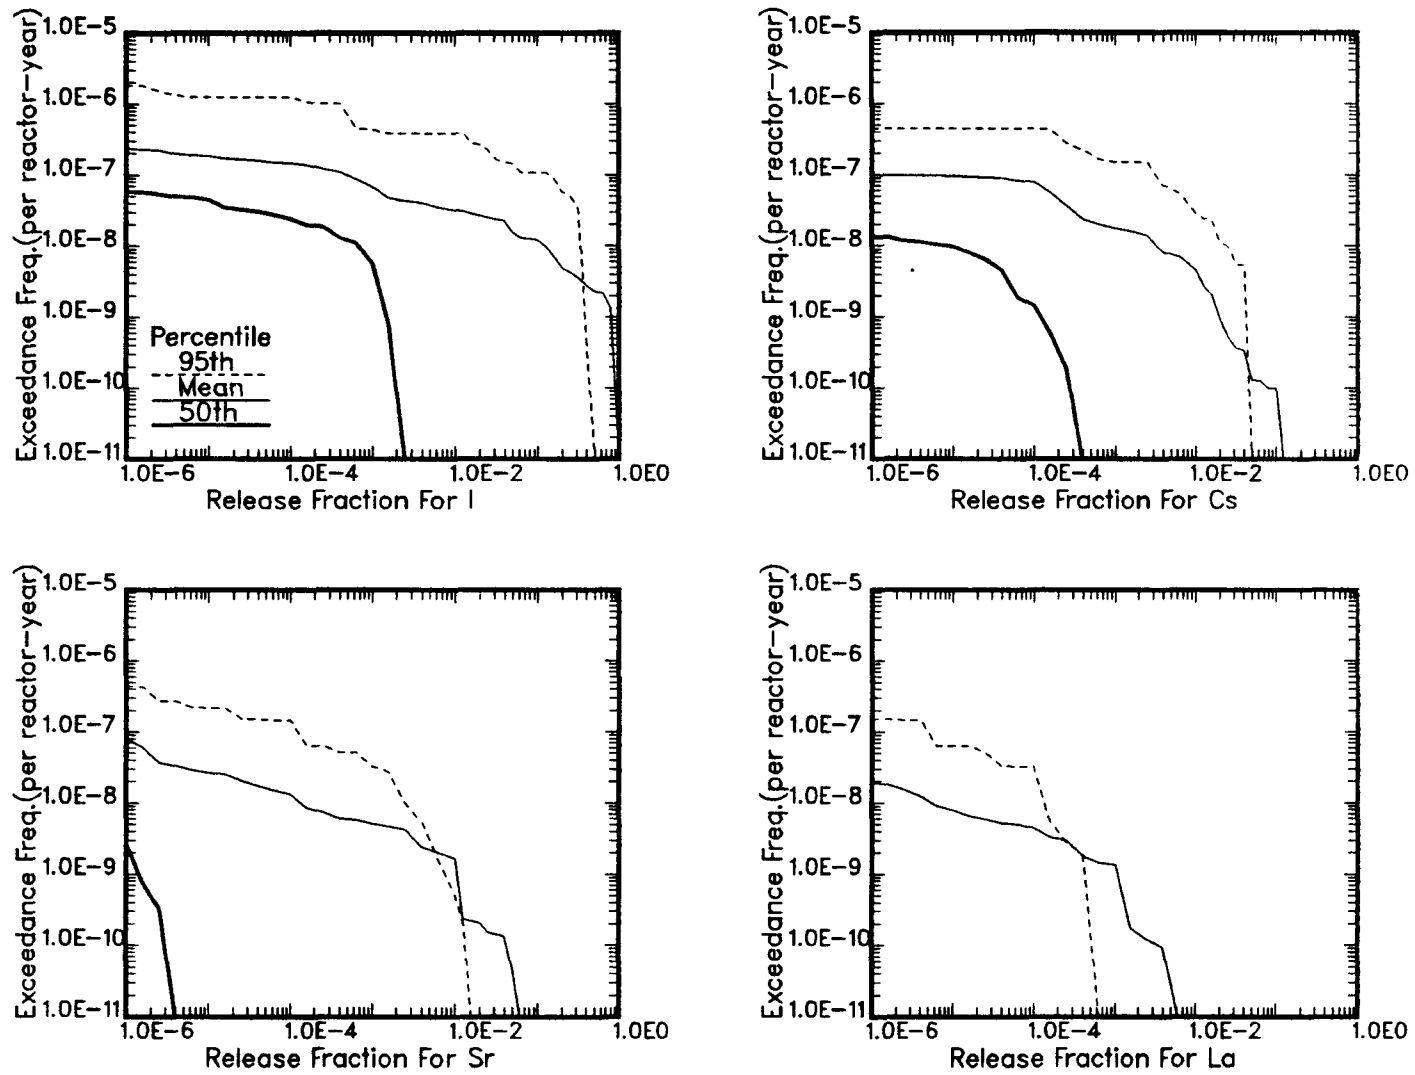 Exceedance Freq.(per reactor-year)
1.0E-5
1.0E-6
1.0E-7
1.0E-8
1.0E-9
1.0E-10
1.0E-11
Percentile
95th
Mean
50th
1.0E-6
1.0E-4
1.0E-2
1.0E0
Release Fraction For I
Exceedance Freq.(per reactor-year)
1.0E-5
1.0E-6
1.0E-7
1.0E-8
1.0E-9
1.0E-10
1.0E-11
1.0E-6
1.0E-4
1.0E-2
1.0E0
Release Fraction For Cs
Exceedance Freq.(per reactor-year)
1.0E-5
1.0E-6
1.0E-7
1.0E-8
1.0E-9
1.0E-10
1.0E-11
1.0E-6
1.0E-4
1.0E-2
1.0E0
Release Fraction For Sr
Exceedance Freq.(per reactor-year)
1.0E-5
1.0E-6
1.0E-7
1.0E-8
1.0E-9
1.0E-10
1.0E-11
1.0E-6
1.0E-4
1.0E-2
1.0E0
Release Fraction For La